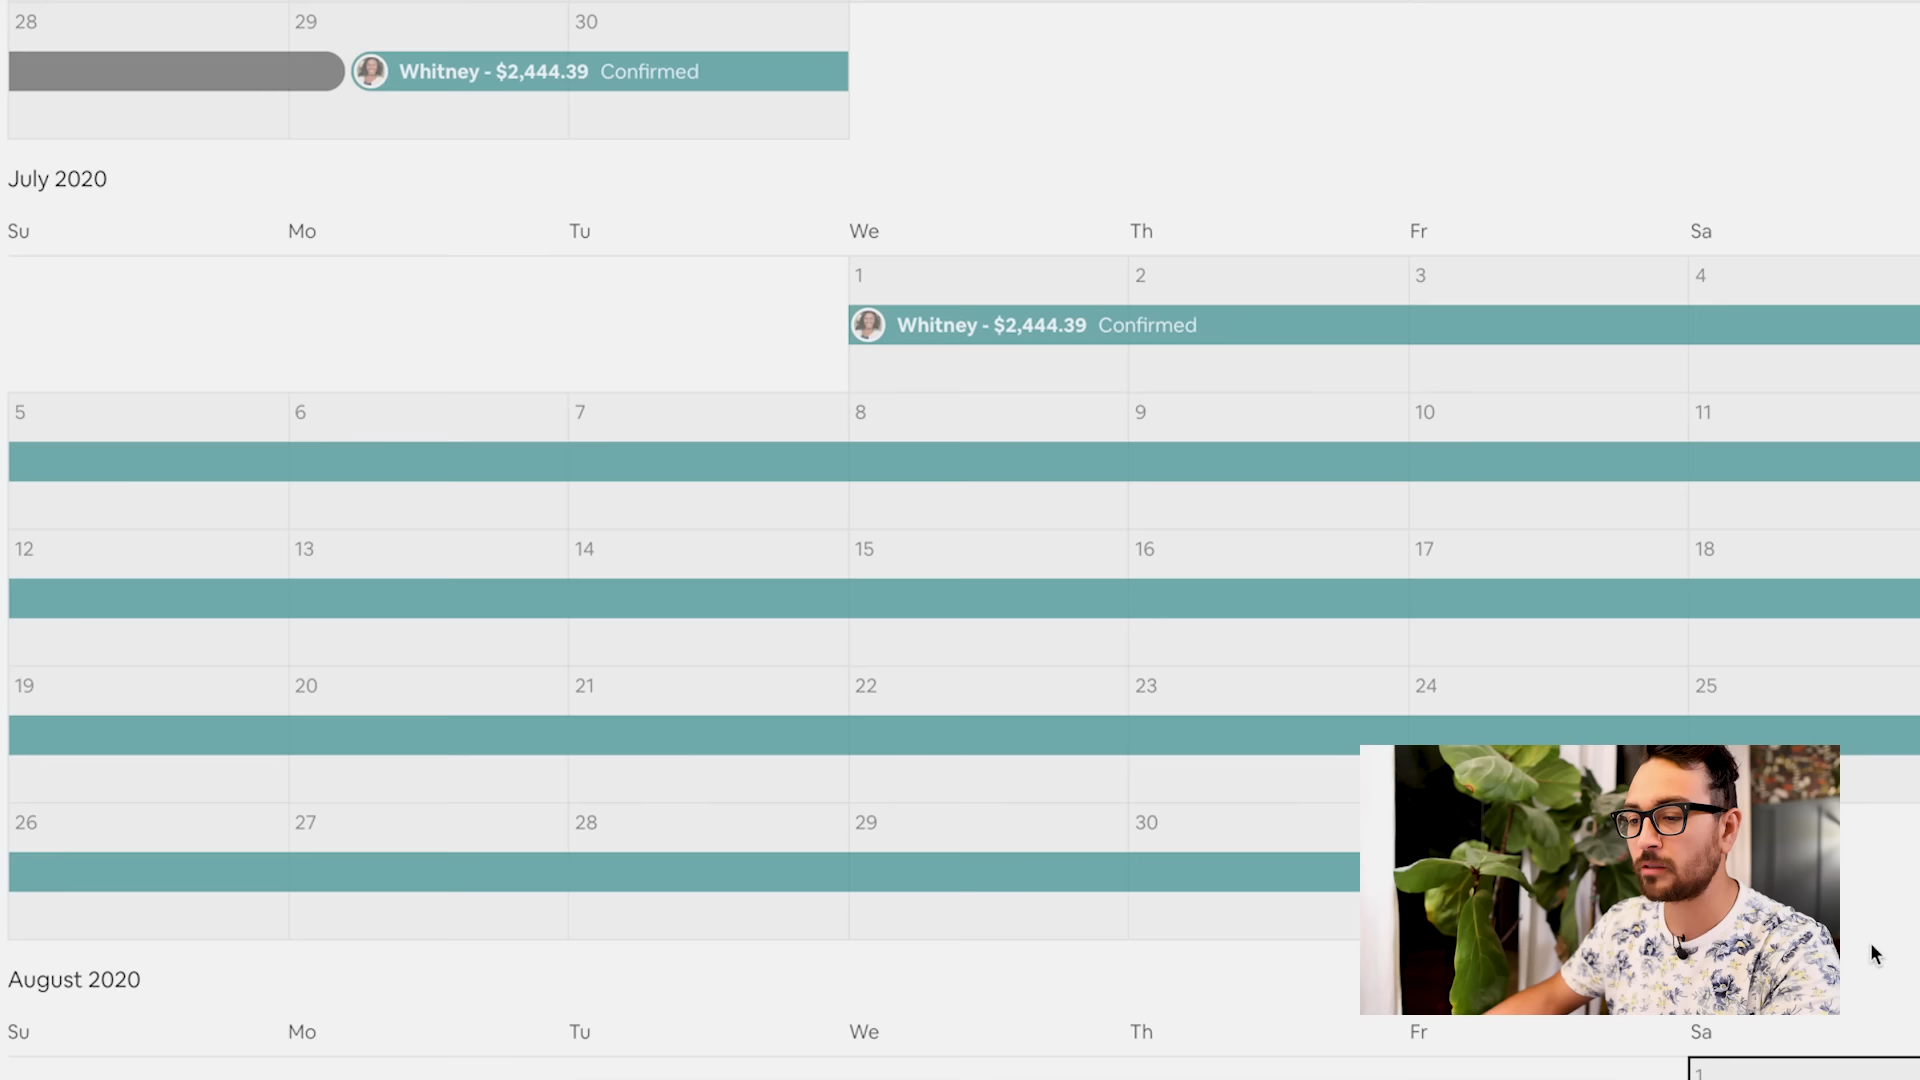 28 29 30
Whitney - $2,444.39 Confirmed
July 2020
Su Mo Tu We Th Fr Sa
1 2 3 4
Whitney - $2,444.39 Confirmed
5 6 7 8 9 10 11
12 13 14 15 16 17 18
19 20 21 22 23 24 25
26 27 28 29 30
August 2020
Su Mo Tu We Th Fr Sa
1